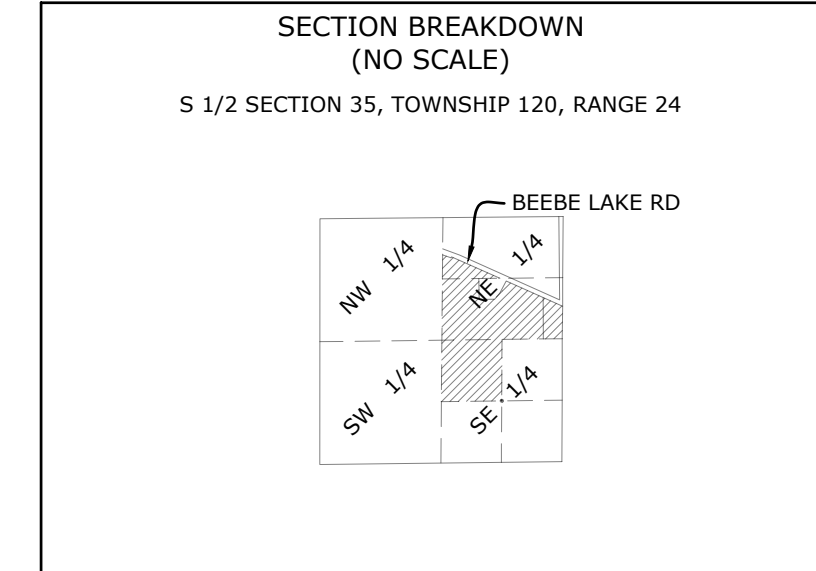 SECTION BREAKDOWN
(NO SCALE)
S 1/2 SECTION 35, TOWNSHIP 120, RANGE 24
BEEBE LAKE RD
NW 1/4
NE 1/4
SW 1/4
SE 1/4